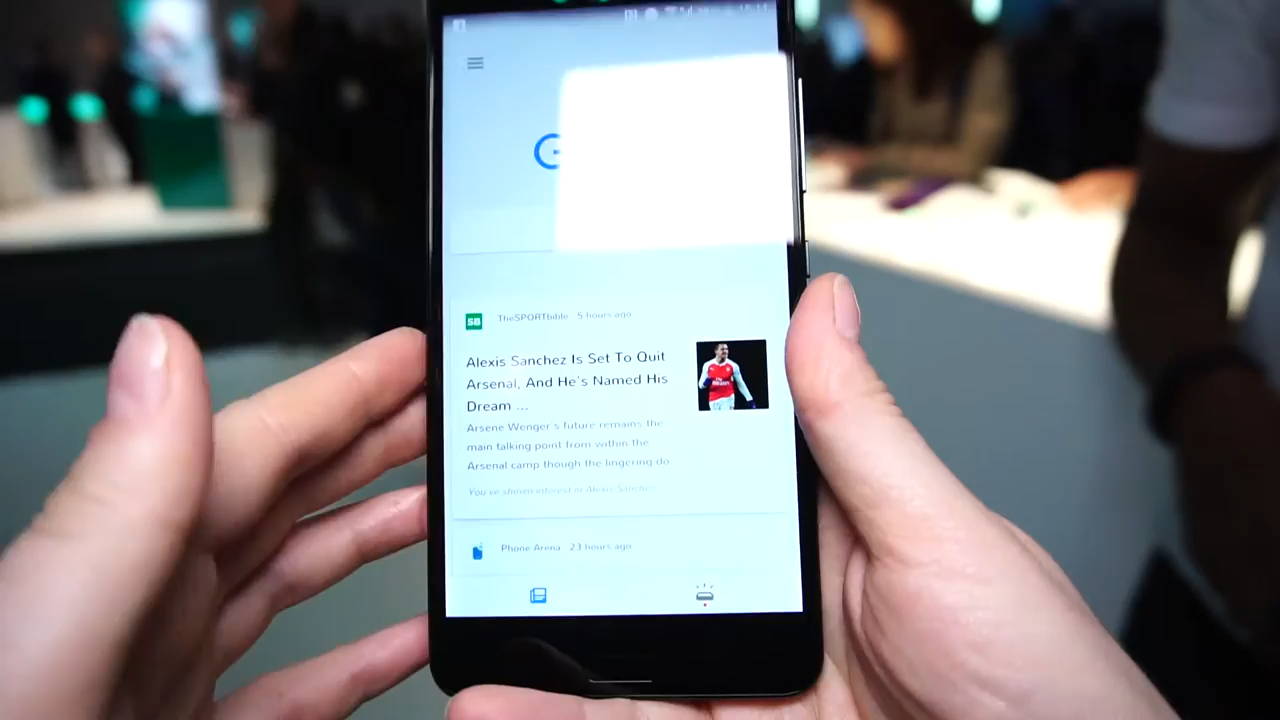 G
SB TheSPORTbible 5 hours ago
Alexis Sanchez Is Set To Quit
Arsenal, And He's Named His
Dream ...
Arsene Wenger's future remains the
main talking point from within the
Arsenal camp though the lingering do
You've shown interest in Alexis Sanchez
Phone Arena 23 hours ago